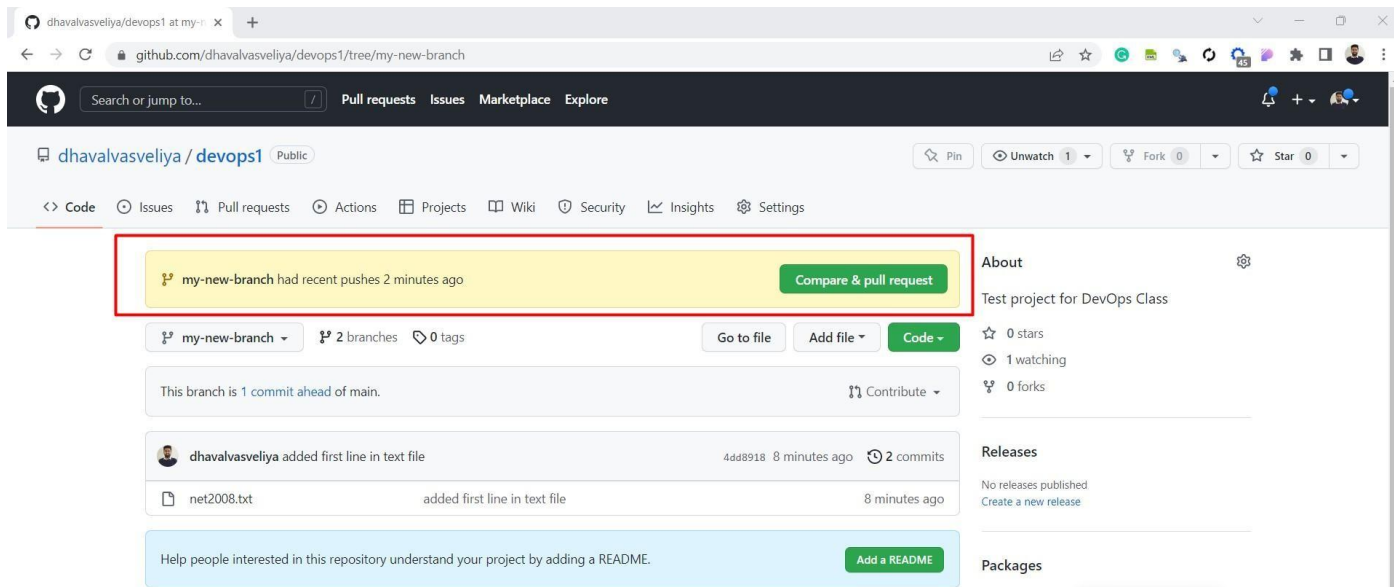 dhavalvasveliya/devops1 at my-n
github.com/dhavalvasveliya/devops1/tree/my-new-branch
45
Search or jump to... /
Pull requests Issues Marketplace Explore
dhavalvasveliya / devops1 Public
Pin Unwatch 1 Fork 0 Star 0
Code Issues Pull requests Actions Projects Wiki Security Insights Settings
my-new-branch had recent pushes 2 minutes ago Compare & pull request
my-new-branch 2 branches 0 tags Go to file Add file Code
This branch is 1 commit ahead of main. Contribute
dhavalvasveliya added first line in text file 4dd8918 8 minutes ago 2 commits
net2008.txt added first line in text file 8 minutes ago
Help people interested in this repository understand your project by adding a README. Add a README
About
Test project for DevOps Class
0 stars
1 watching
0 forks
Releases
No releases published
Create a new release
Packages